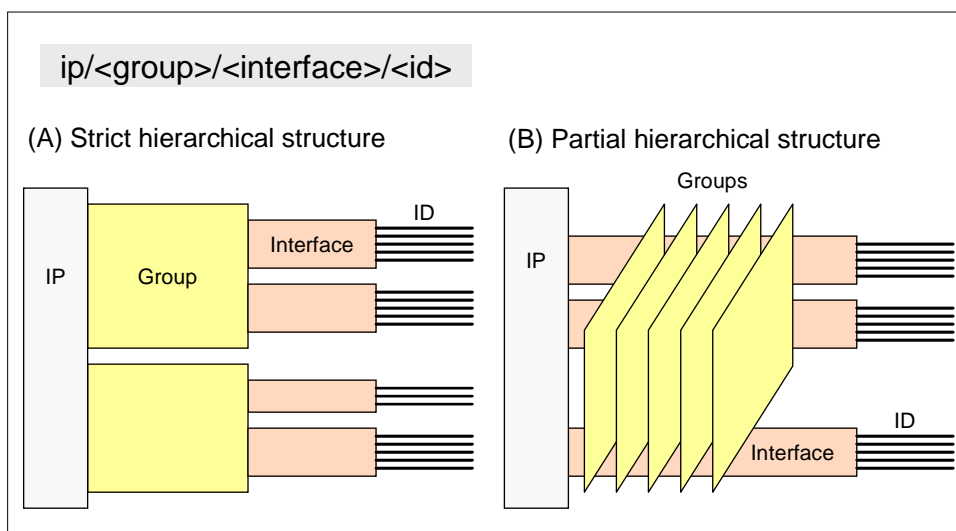 ip/<group>/<interface>/<id>
(A) Strict hierarchical structure
IP
Group
Interface
ID
(B) Partial hierarchical structure
Groups
IP
ID
Interface